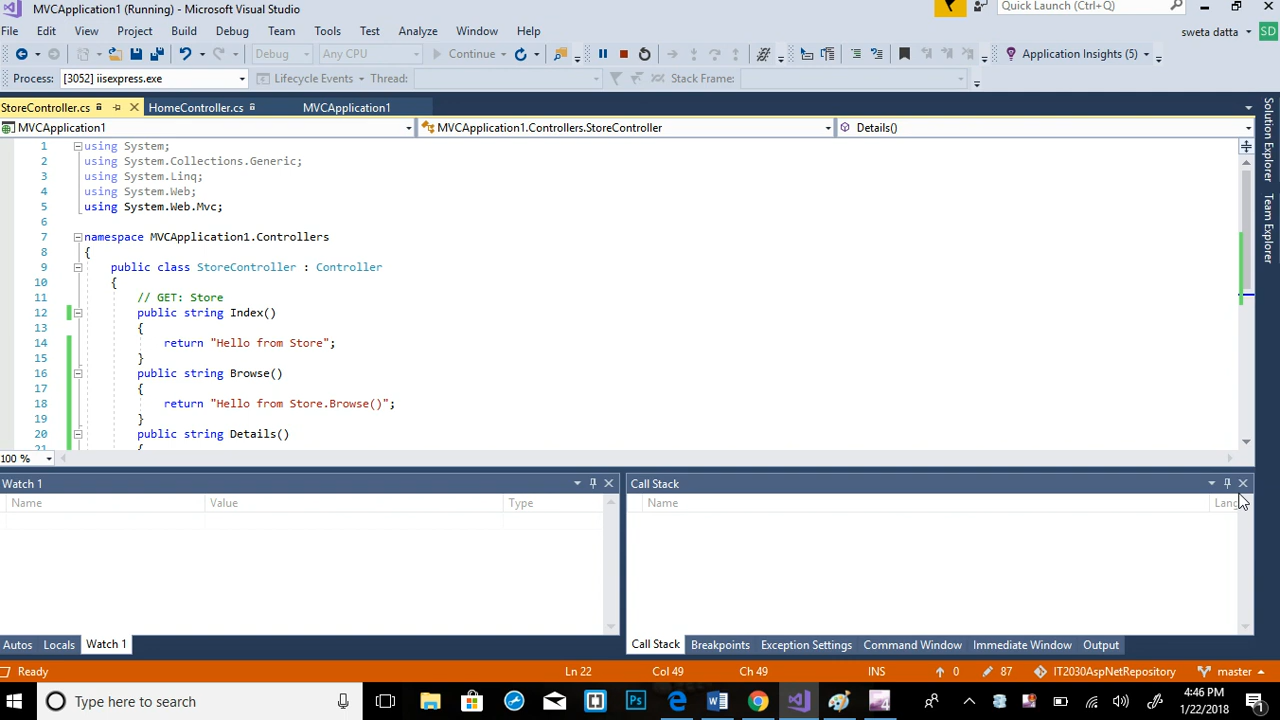 MVCApplication1 (Running) - Microsoft Visual Studio
Quick Launch (Ctrl+Q)
File Edit View Project Build Debug Team Tools Test Analyze Window Help
sweta datta SD
Debug Any CPU Continue Application Insights (5)
Process: [3052] iisexpress.exe Lifecycle Events Thread: Stack Frame:
StoreController.cs HomeController.cs MVCApplication1
MVCApplication1 MVCApplication1.Controllers.StoreController Details()
1 using System;
2 using System.Collections.Generic;
3 using System.Linq;
4 using System.Web;
5 using System.Web.Mvc;
6
7 namespace MVCApplication1.Controllers
8 {
9 public class StoreController : Controller
10 {
11 // GET: Store
12 public string Index()
13 {
14 return "Hello from Store";
15 }
16 public string Browse()
17 {
18 return "Hello from Store.Browse()";
19 }
20 public string Details()
21 {
Solution Explorer
Team Explorer
100 %
Watch 1
Name Value Type
Call Stack
Name Lang
Autos Locals Watch 1
Call Stack Breakpoints Exception Settings Command Window Immediate Window Output
Ready Ln 22 Col 49 Ch 49 INS 0 87 IT2030AspNetRepository master
Type here to search
Ps
4:46 PM
1/22/2018
1